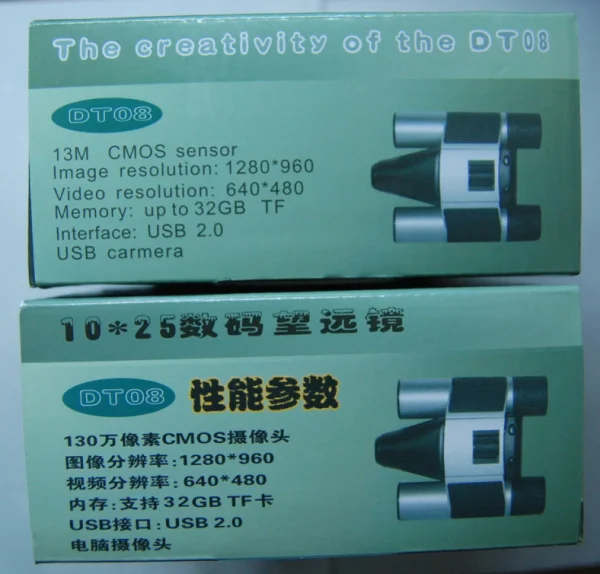 The creativity of the DT08
DT08
13M CMOS sensor
Image resolution: 1280*960
Video resolution: 640*480
Memory: up to 32GB TF
Interface: USB 2.0
USB carmera
10*25数码望远镜
DT08 性能参数
130万像素CMOS摄像头
图像分辨率:1280*960
视频分辨率:640*480
内存:支持32GB TF卡
USB接口:USB 2.0
电脑摄像头